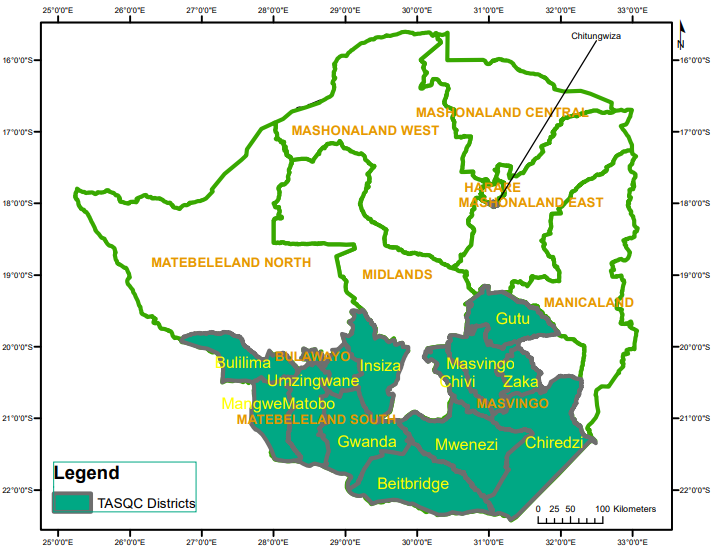 25°0'0"S 26°0'0"S 27°0'0"S 28°0'0"S 29°0'0"S 30°0'0"S 31°0'0"S 32°0'0"S 33°0'0"S
N
Chitungwiza
16°0'0"S 16°0'0"S
MASHONALAND CENTRAL
MASHONALAND WEST
17°0'0"S 17°0'0"S
HARARE
MASHONALAND EAST
18°0'0"S 18°0'0"S
MATEBELELAND NORTH
MIDLANDS
19°0'0"S 19°0'0"S
MANICALAND
Gutu
20°0'0"S 20°0'0"S
BULAWAYO
Bulilima
Insiza
Masvingo
Umzingwane
Chivi
Zaka
MangweMatobo
MASVINGO
21°0'0"S 21°0'0"S
MATEBELELAND SOUTH
Gwanda
Mwenezi
Chiredzi
Beitbridge
22°0'0"S 22°0'0"S
Legend
TASQC Districts
0 25 50 100 Kilometers
25°0'0"S 26°0'0"S 27°0'0"S 28°0'0"S 29°0'0"S 30°0'0"S 31°0'0"S 32°0'0"S 33°0'0"S